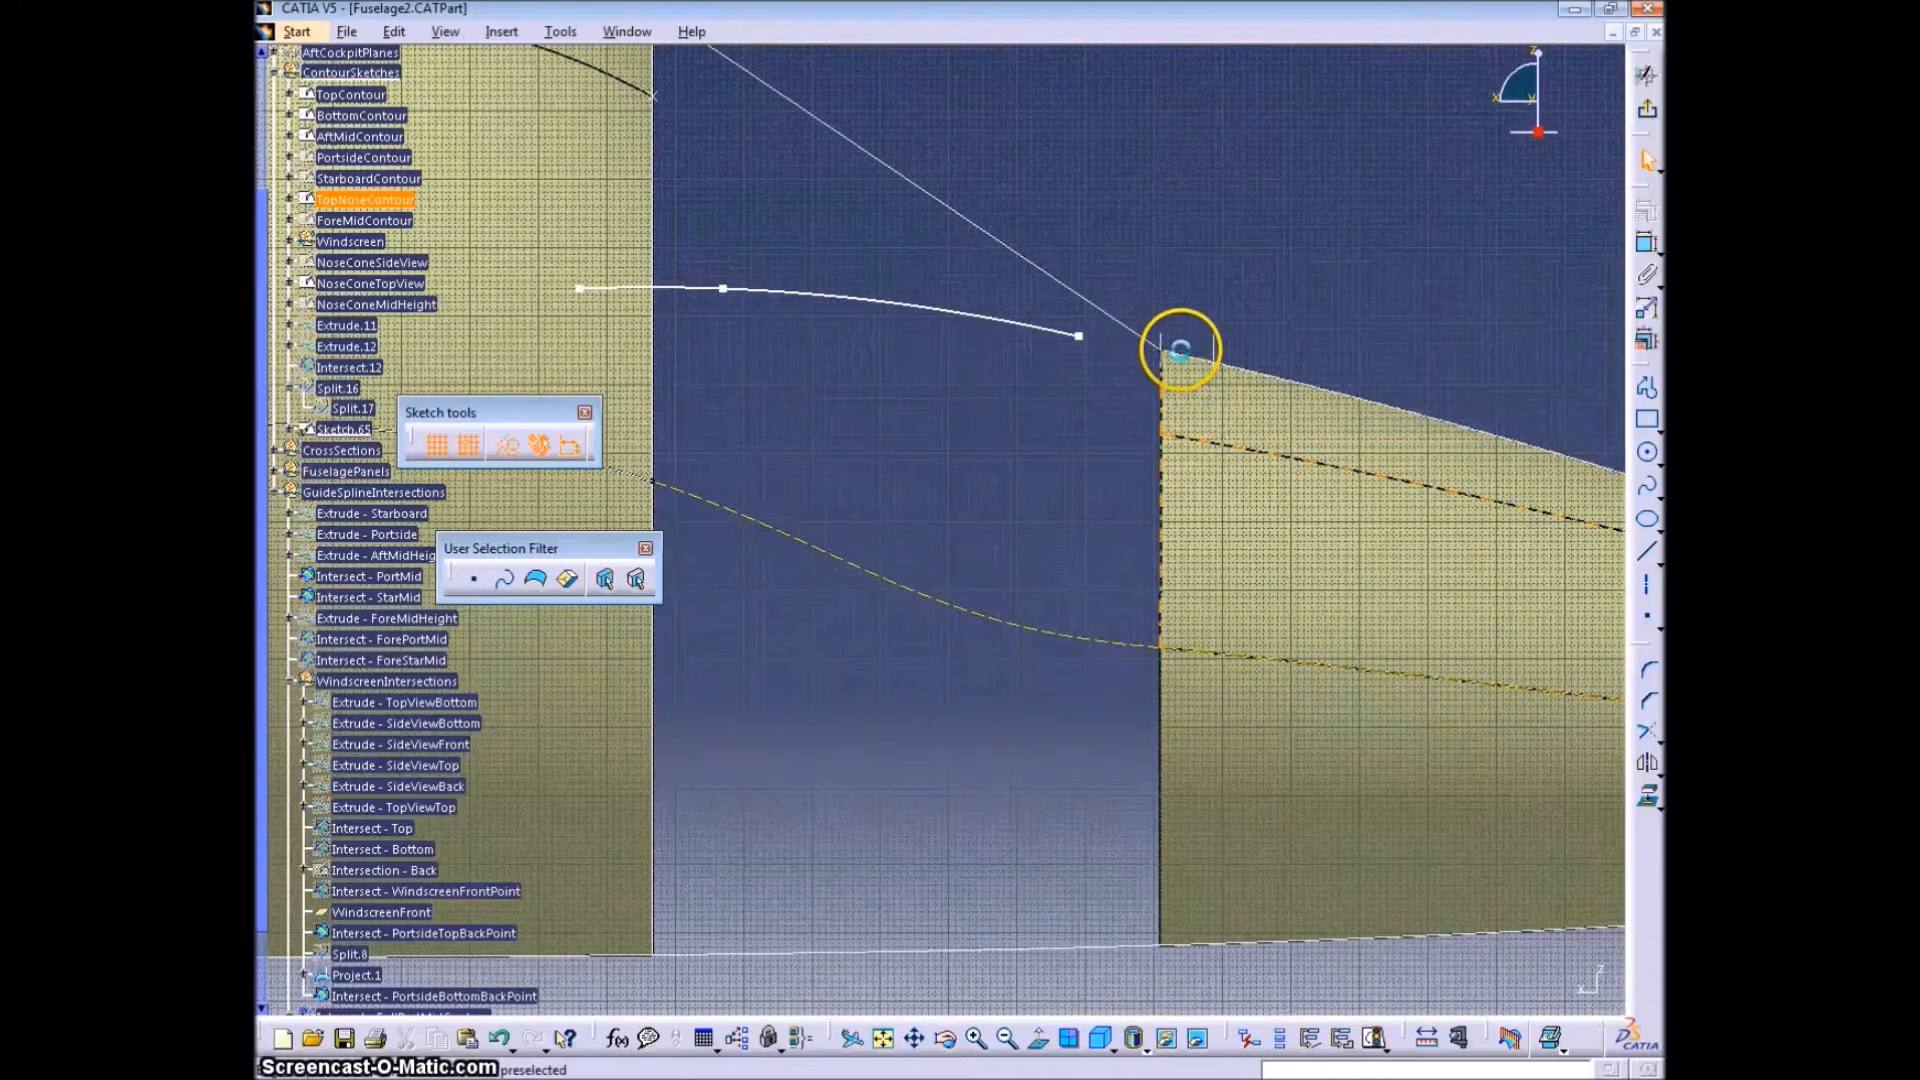 CATIA V5 - [Fuselage2.CATPart]
Start File Edit View Insert Tools Window Help
AftCockpitPlanes
ContourSketches
TopContour
BottomContour
AftMidContour
PortsideContour
StarboardContour
TopNoseContour
ForeMidContour
Windscreen
NoseConeSideView
NoseConeTopView
NoseConeMidHeight
Extrude.11
Extrude.12
Intersect.12
Split.16
Split.17
Sketch.65
CrossSections
FuselagePanels
GuideSplineIntersections
Extrude - Starboard
Extrude - Portside
Extrude - AftMidHeig
Intersect - PortMid
Intersect - StarMid
Extrude - ForeMidHeight
Intersect - ForePortMid
Intersect - ForeStarMid
WindscreenIntersections
Extrude - TopViewBottom
Extrude - SideViewBottom
Extrude - SideViewFront
Extrude - SideViewTop
Extrude - SideViewBack
Extrude - TopViewTop
Intersect - Top
Intersect - Bottom
Intersection - Back
Intersect - WindscreenFrontPoint
WindscreenFront
Intersect - PortsideTopBackPoint
Split.8
Project.1
Intersect - PortsideBottomBackPoint
Sketch tools
User Selection Filter
z
x y
z
x
f(x)
CATIA
Screencast-O-Matic.com preselected